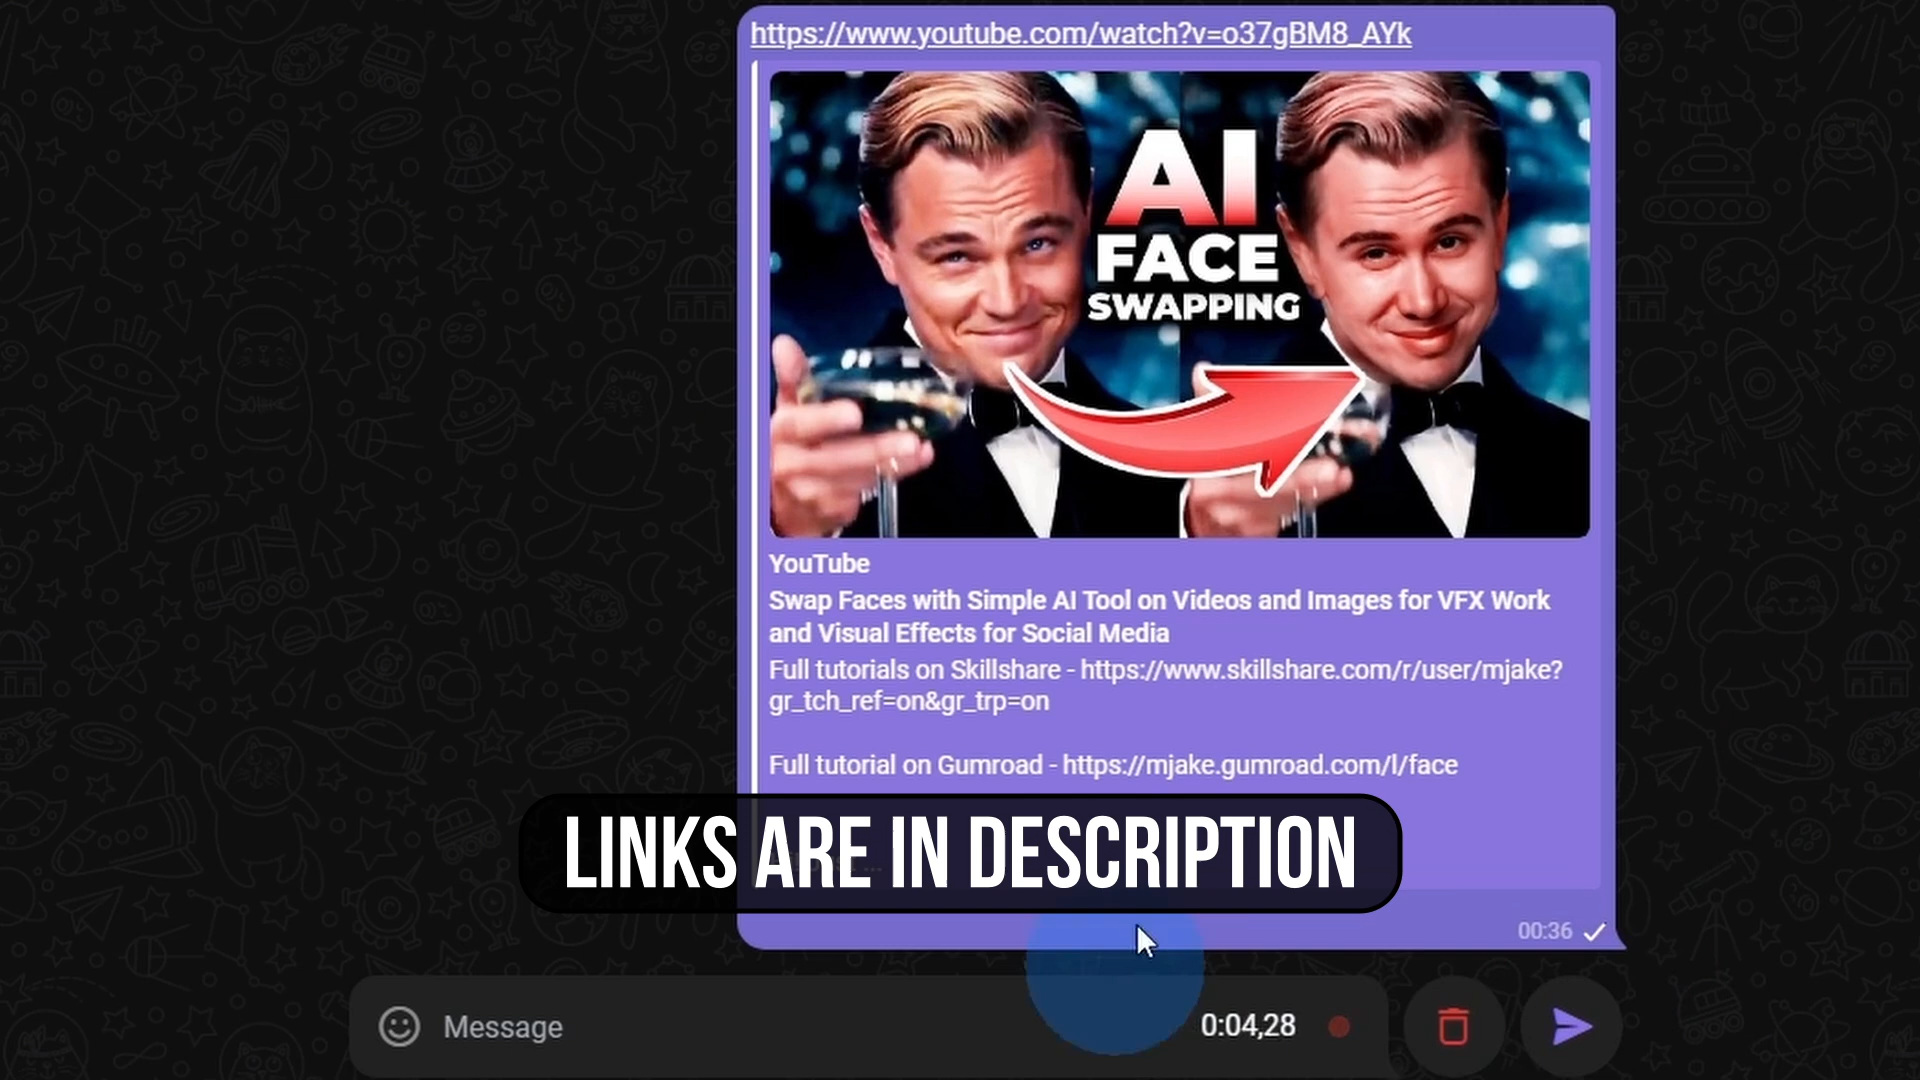 https://www.youtube.com/watch?v=o37gBM8_AYk
AI
FACE
SWAPPING
YouTube
Swap Faces with Simple AI Tool on Videos and Images for VFX Work
and Visual Effects for Social Media
Full tutorials on Skillshare - https://www.skillshare.com/r/user/mjake?
gr_tch_ref=on&gr_trp=on
Full tutorial on Gumroad - https://mjake.gumroad.com/l/face
LINKS ARE IN DESCRIPTION
00:36
Message
0:04,28